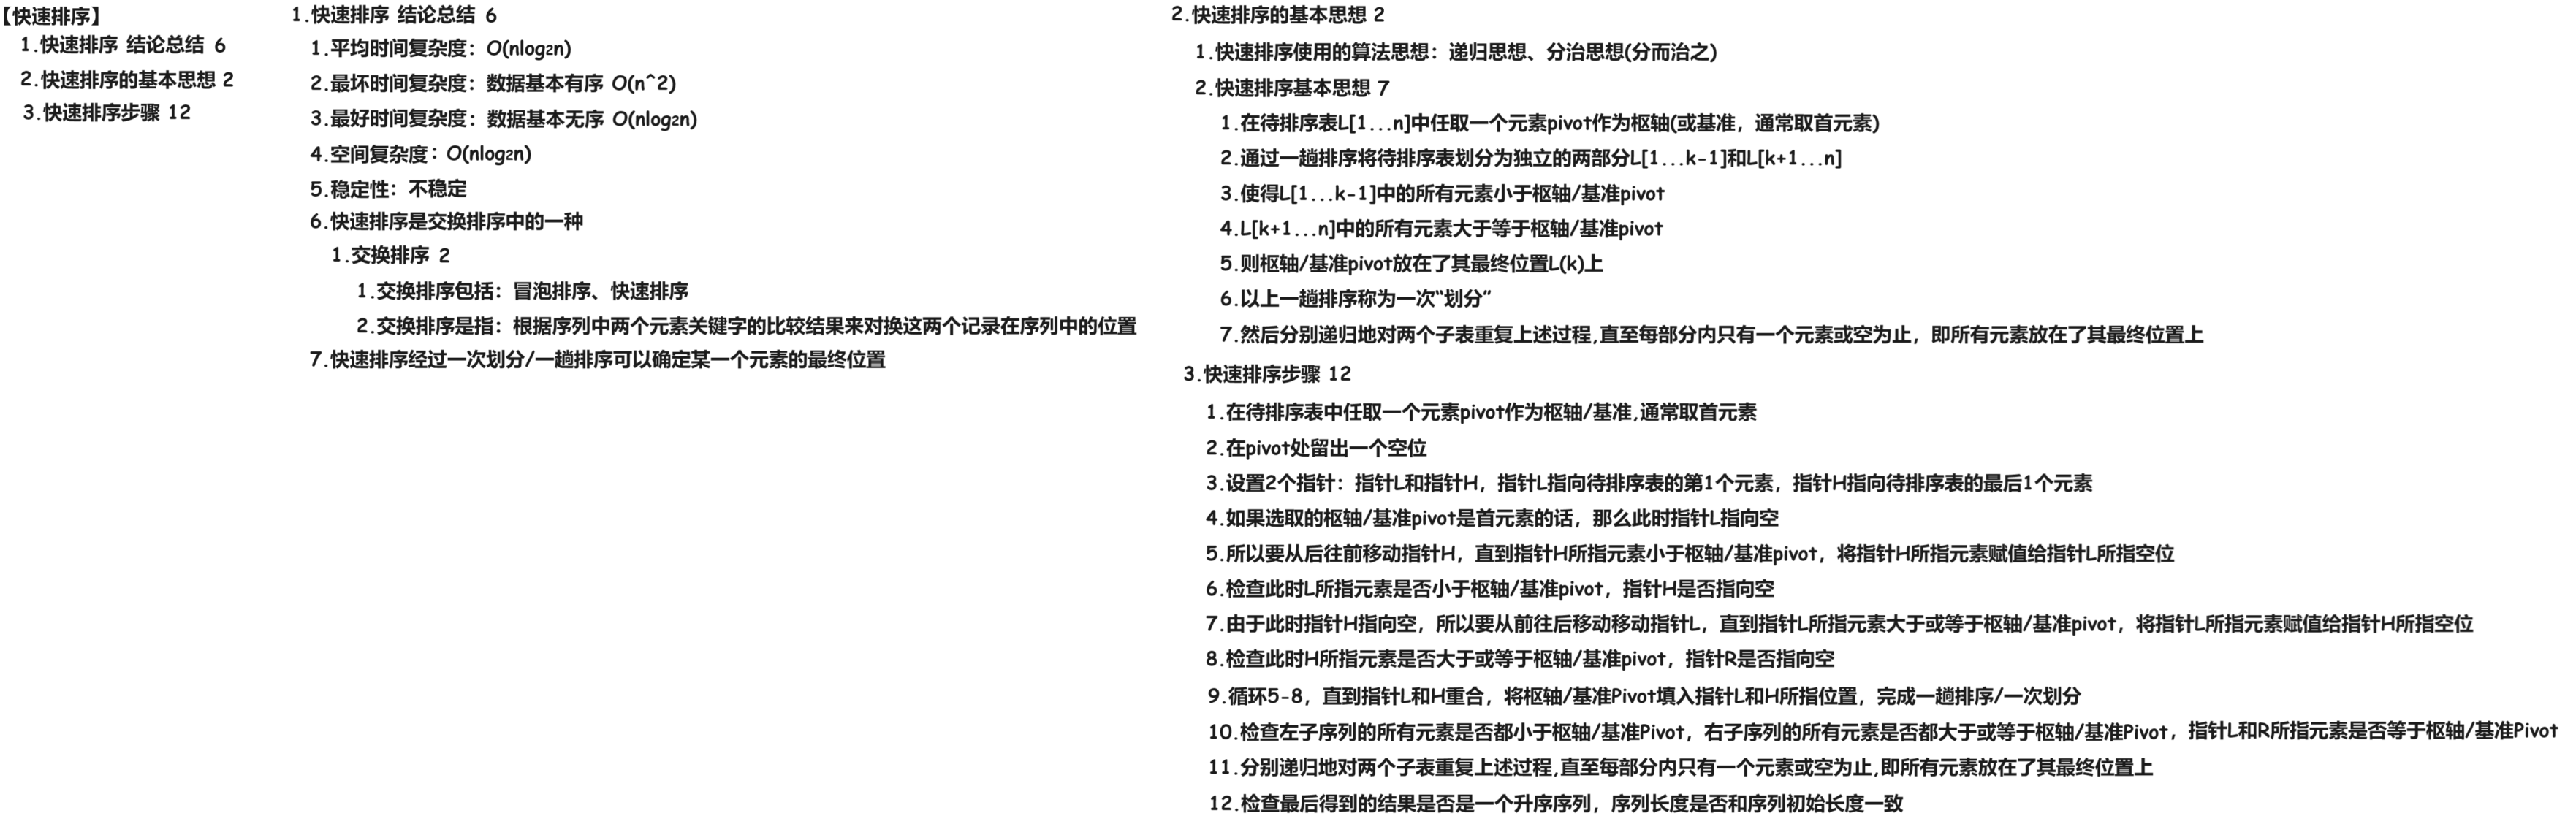 【快速排序】
1.快速排序 结论总结 6
2.快速排序的基本思想 2
3.快速排序步骤 12
1.快速排序 结论总结 6
1.平均时间复杂度：O(nlog2n)
2.最坏时间复杂度：数据基本有序 O(n^2)
3.最好时间复杂度：数据基本无序 O(nlog2n)
4.空间复杂度：O(nlog2n)
5.稳定性：不稳定
6.快速排序是交换排序中的一种
1.交换排序 2
1.交换排序包括：冒泡排序、快速排序
2.交换排序是指：根据序列中两个元素关键字的比较结果来对换这两个记录在序列中的位置
7.快速排序经过一次划分/一趟排序可以确定某一个元素的最终位置
2.快速排序的基本思想 2
1.快速排序使用的算法思想：递归思想、分治思想(分而治之)
2.快速排序基本思想 7
1.在待排序表L[1...n]中任取一个元素pivot作为枢轴(或基准，通常取首元素)
2.通过一趟排序将待排序表划分为独立的两部分L[1...k-1]和L[k+1...n]
3.使得L[1...k-1]中的所有元素小于枢轴/基准pivot
4.L[k+1...n]中的所有元素大于等于枢轴/基准pivot
5.则枢轴/基准pivot放在了其最终位置L(k)上
6.以上一趟排序称为一次“划分”
7.然后分别递归地对两个子表重复上述过程,直至每部分内只有一个元素或空为止，即所有元素放在了其最终位置上
3.快速排序步骤 12
1.在待排序表中任取一个元素pivot作为枢轴/基准,通常取首元素
2.在pivot处留出一个空位
3.设置2个指针：指针L和指针H，指针L指向待排序表的第1个元素，指针H指向待排序表的最后1个元素
4.如果选取的枢轴/基准pivot是首元素的话，那么此时指针L指向空
5.所以要从后往前移动指针H，直到指针H所指元素小于枢轴/基准pivot，将指针H所指元素赋值给指针L所指空位
6.检查此时L所指元素是否小于枢轴/基准pivot，指针H是否指向空
7.由于此时指针H指向空，所以要从前往后移动移动指针L，直到指针L所指元素大于或等于枢轴/基准pivot，将指针L所指元素赋值给指针H所指空位
8.检查此时H所指元素是否大于或等于枢轴/基准pivot，指针R是否指向空
9.循环5-8，直到指针L和H重合，将枢轴/基准Pivot填入指针L和H所指位置，完成一趟排序/一次划分
10.检查左子序列的所有元素是否都小于枢轴/基准Pivot，右子序列的所有元素是否都大于或等于枢轴/基准Pivot，指针L和R所指元素是否等于枢轴/基准Pivot
11.分别递归地对两个子表重复上述过程,直至每部分内只有一个元素或空为止,即所有元素放在了其最终位置上
12.检查最后得到的结果是否是一个升序序列，序列长度是否和序列初始长度一致